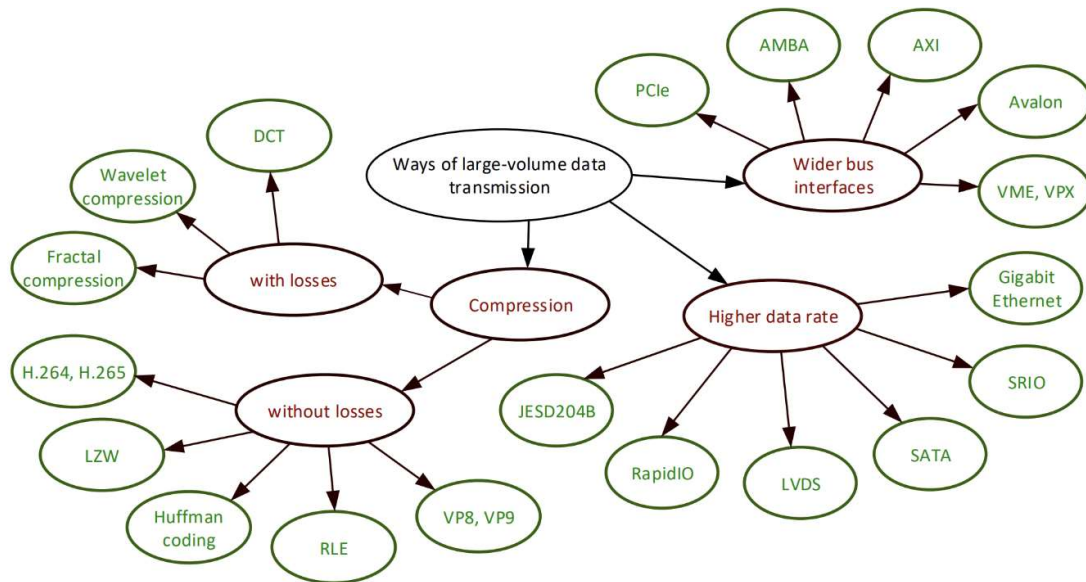 AMBA
AXI
PCIe
Avalon
DCT
Ways of large-volume data
transmission
Wider bus
interfaces
Wavelet
compression
VME, VPX
Fractal
compression
with losses
Gigabit
Ethernet
Compression
Higher data rate
H.264, H.265
SRIO
without losses
JESD204B
LZW
SATA
RapidIO
LVDS
Huffman
coding
VP8, VP9
RLE